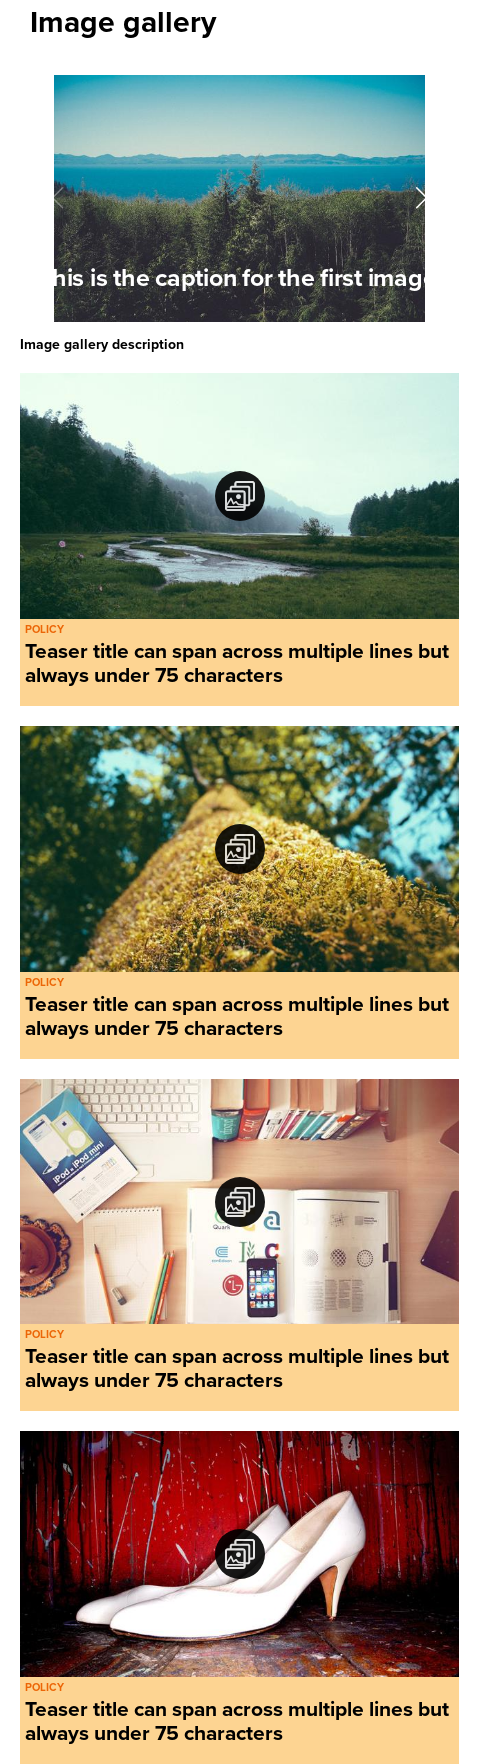 Image gallery
his is the caption for the first imag
Image gallery description
POLICY
Teaser title can span across multiple lines but
always under 75 characters
POLICY
Teaser title can span across multiple lines but
always under 75 characters
iPod + iPod mini
Quark
POLICY
Teaser title can span across multiple lines but
always under 75 characters
POLICY
Teaser title can span across multiple lines but
always under 75 characters